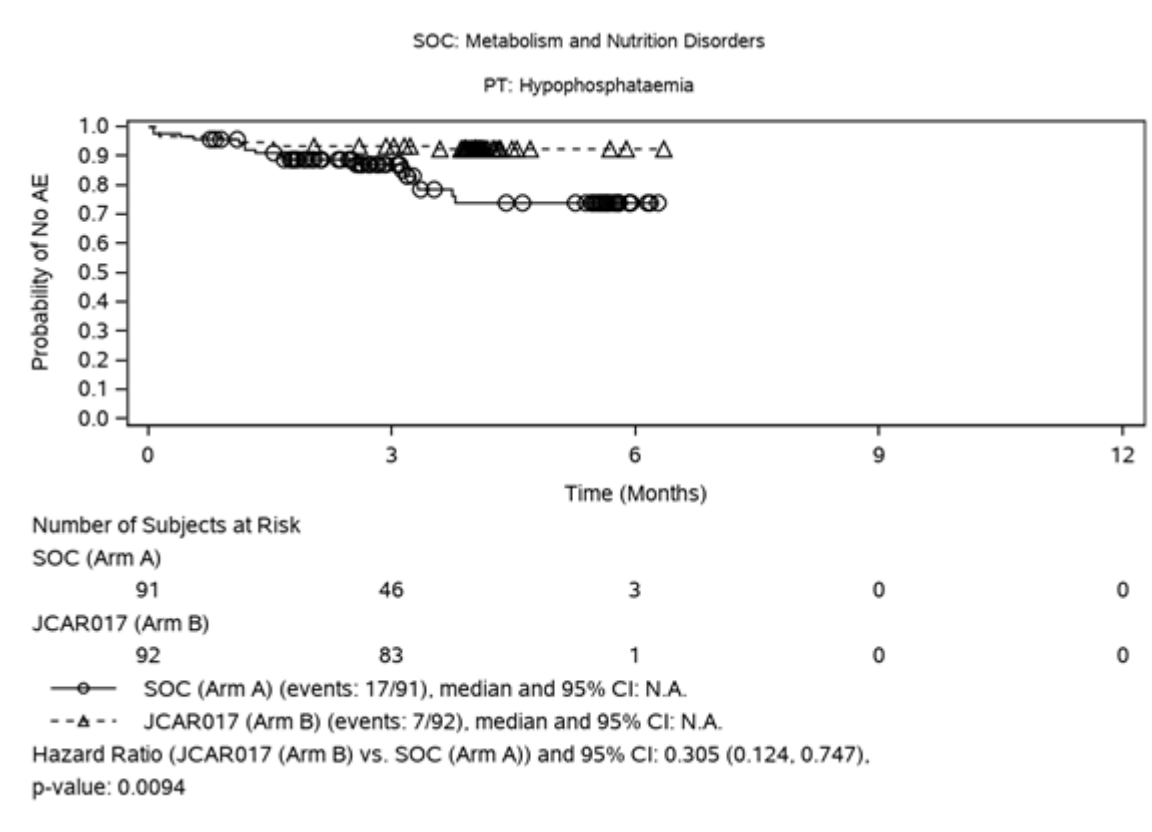 SOC: Metabolism and Nutrition Disorders
PT: Hypophosphataemia
Probability of No AE
1.0
0.9
0.8
0.7
0.6
0.5
0.4
0.3
0.2
0.1
0.0
0 3 6 9 12
Time (Months)
Number of Subjects at Risk
SOC (Arm A)
91 46 3 0 0
JCAR017 (Arm B)
92 83 1 0 0
SOC (Arm A) (events: 17/91), median and 95% CI: N.A.
JCAR017 (Arm B) (events: 7/92), median and 95% CI: N.A.
Hazard Ratio (JCAR017 (Arm B) vs. SOC (Arm A)) and 95% CI: 0.305 (0.124, 0.747),
p-value: 0.0094